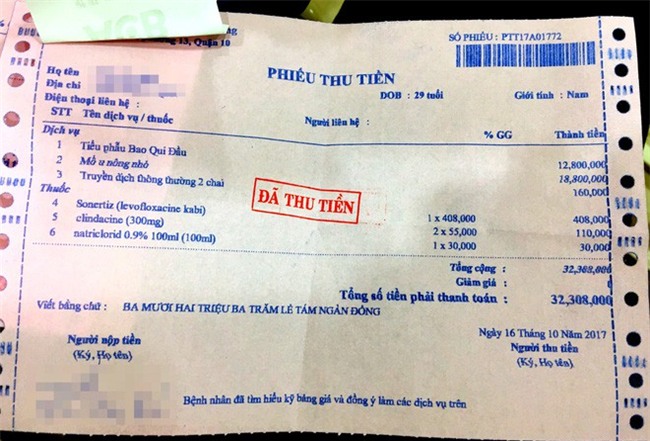 13, Quận 10
SỐ PHIẾU : PTT17A01772
PHIẾU THU TIỀN
Họ tên
Địa chỉ
DOB : 29 tuổi Giới tính : Nam
Điện thoại liên hệ :
Người liên hệ :
STT Tên dịch vụ / thuốc % GG Thành tiền
Dịch vụ
1 Tiểu phẫu Bao Qui Đầu 12,800,000
2 Mổ u nông nhỏ 18,800,000
3 Truyền dịch thông thường 2 chai 160,000
Thuốc
ĐÃ THU TIỀN
4 Sonertiz (levofloxacine kabi) 1 x 408,000 408,000
5 clindacine (300mg) 2 x 55,000 110,000
6 natriclorid 0.9% 100ml (100ml) 1 x 30,000 30,000
Tổng cộng : 32,308,000
Giảm giá :
Tổng số tiền phải thanh toán : 32,308,000
Viết bằng chữ : BA MƯƠI HAI TRIỆU BA TRĂM LẺ TÁM NGÀN ĐỒNG
Ngày 16 Tháng 10 Năm 2017
Người nộp tiền Người thu tiền
(Ký, Họ tên) (Ký, Họ tên)
Bệnh nhân đã tìm hiểu kỹ bảng giá và đồng ý làm các dịch vụ trên